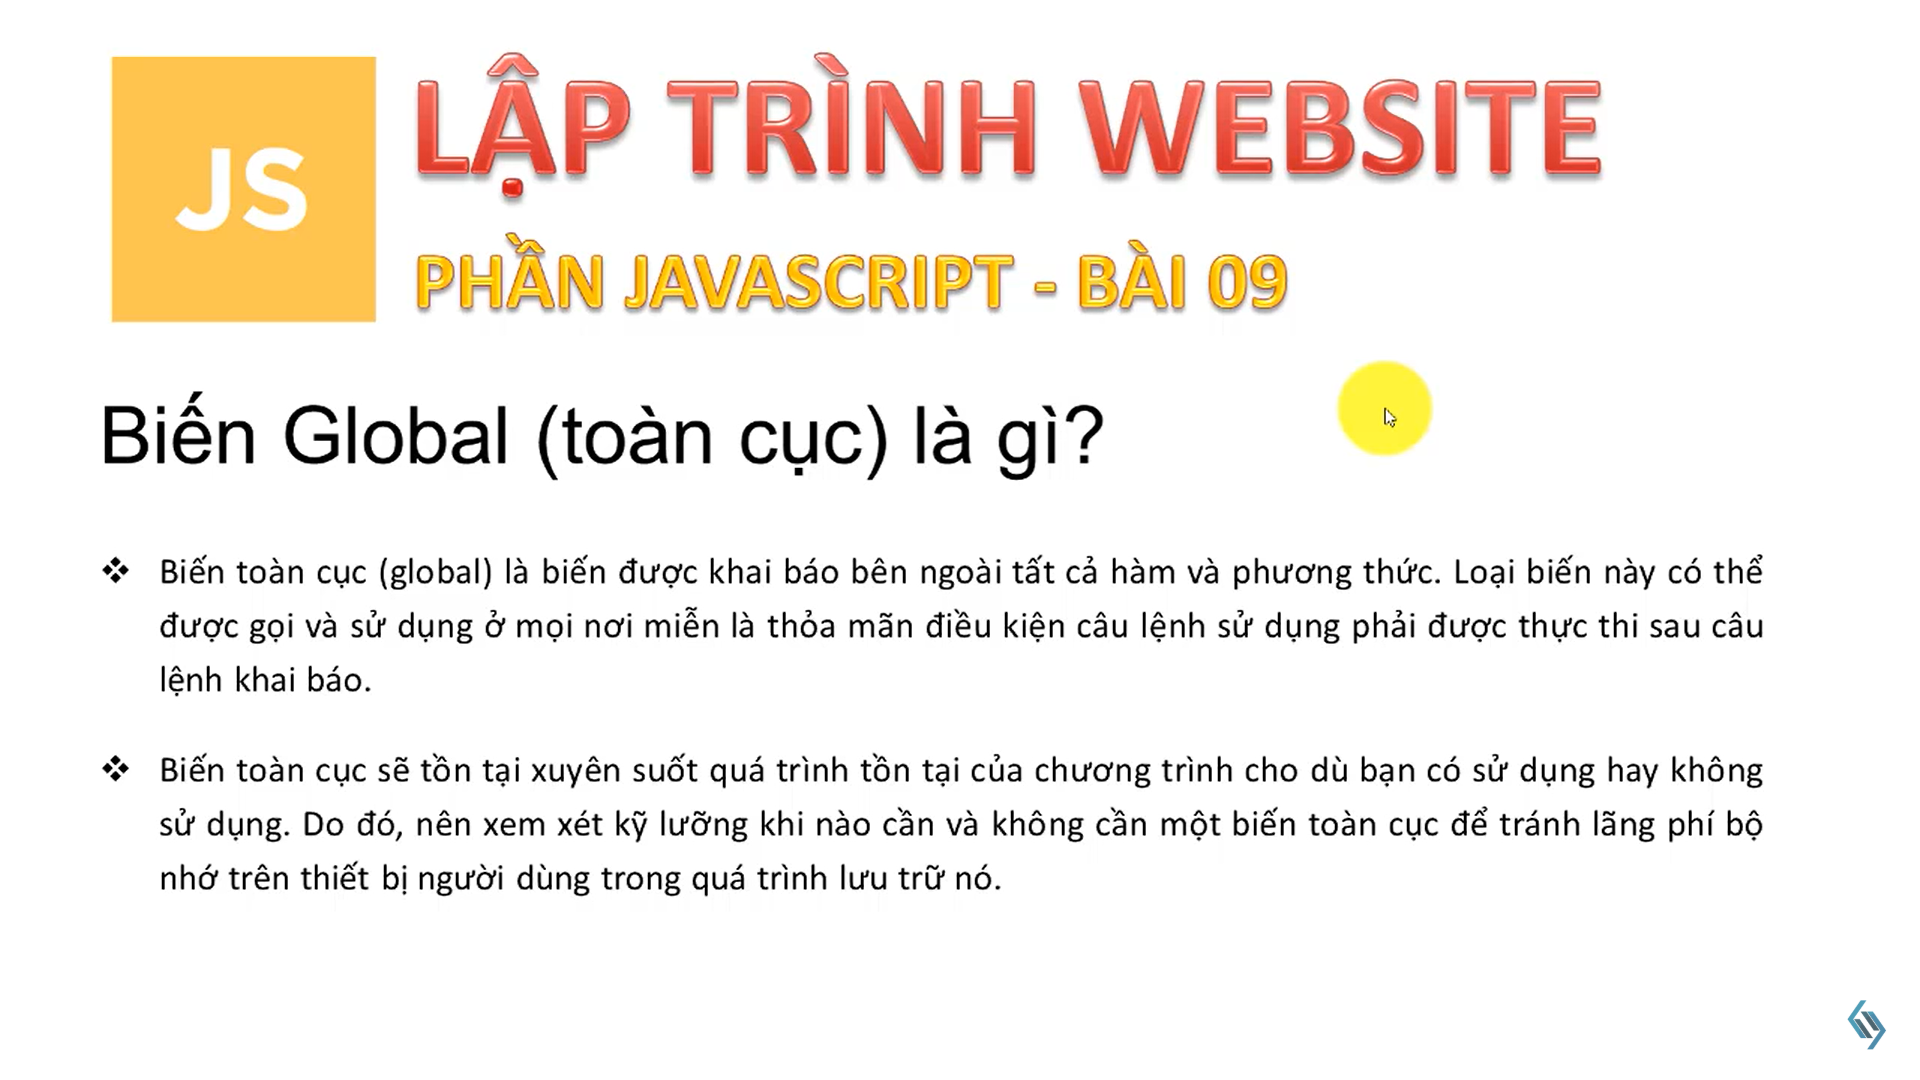 JS
LẬP TRÌNH WEBSITE
PHẦN JAVASCRIPT - BÀI 09
Biến Global (toàn cục) là gì?
❖ Biến toàn cục (global) là biến được khai báo bên ngoài tất cả hàm và phương thức. Loại biến này có thể
được gọi và sử dụng ở mọi nơi miễn là thỏa mãn điều kiện câu lệnh sử dụng phải được thực thi sau câu
lệnh khai báo.
❖ Biến toàn cục sẽ tồn tại xuyên suốt quá trình tồn tại của chương trình cho dù bạn có sử dụng hay không
sử dụng. Do đó, nên xem xét kỹ lưỡng khi nào cần và không cần một biến toàn cục để tránh lãng phí bộ
nhớ trên thiết bị người dùng trong quá trình lưu trữ nó.